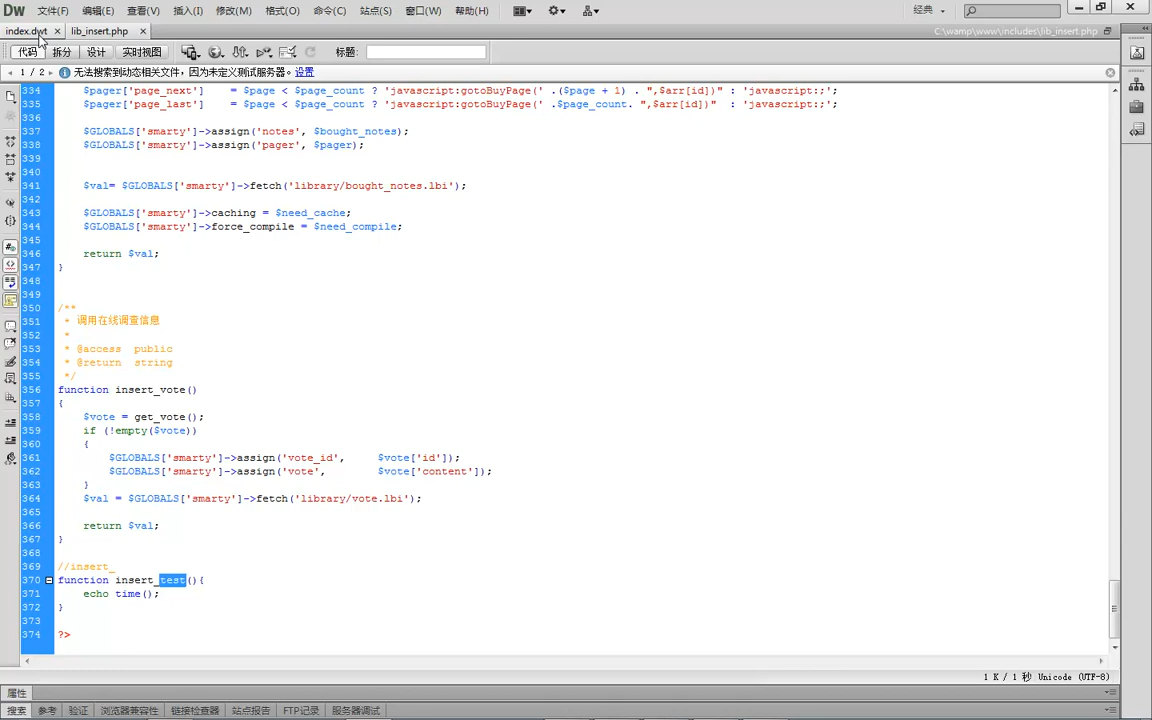 Dw 文件(F) 编辑(E) 查看(V) 插入(I) 修改(M) 格式(O) 命令(C) 站点(S) 窗口(W) 帮助(H) 经典
index.dwt × lib_insert.php × C:\wamp\www\includes\lib_insert.php
代码 拆分 设计 实时视图 标题:
1 / 2 无法搜索到动态相关文件，因为未定义测试服务器。设置
334 $pager['page_next'] = $page < $page_count ? 'javascript:gotoBuyPage(' .($page + 1) . ",$arr[id])" : 'javascript:;';
335 $pager['page_last'] = $page < $page_count ? 'javascript:gotoBuyPage(' .$page_count. ",$arr[id])" : 'javascript:;';
336
337 $GLOBALS['smarty']->assign('notes', $bought_notes);
338 $GLOBALS['smarty']->assign('pager', $pager);
339
340
341 $val= $GLOBALS['smarty']->fetch('library/bought_notes.lbi');
342
343 $GLOBALS['smarty']->caching = $need_cache;
344 $GLOBALS['smarty']->force_compile = $need_compile;
345
346 return $val;
347 }
348
349
350 /**
351 * 调用在线调查信息
352 *
353 * @access public
354 * @return string
355 */
356 function insert_vote()
357 {
358 $vote = get_vote();
359 if (!empty($vote))
360 {
361 $GLOBALS['smarty']->assign('vote_id', $vote['id']);
362 $GLOBALS['smarty']->assign('vote', $vote['content']);
363 }
364 $val = $GLOBALS['smarty']->fetch('library/vote.lbi');
365
366 return $val;
367 }
368
369 //insert_
370 function insert_test(){
371 echo time();
372 }
373
374 ?>
1 K / 1 秒 Unicode (UTF-8)
属性
搜索 参考 验证 浏览器兼容性 链接检查器 站点报告 FTP记录 服务器调试